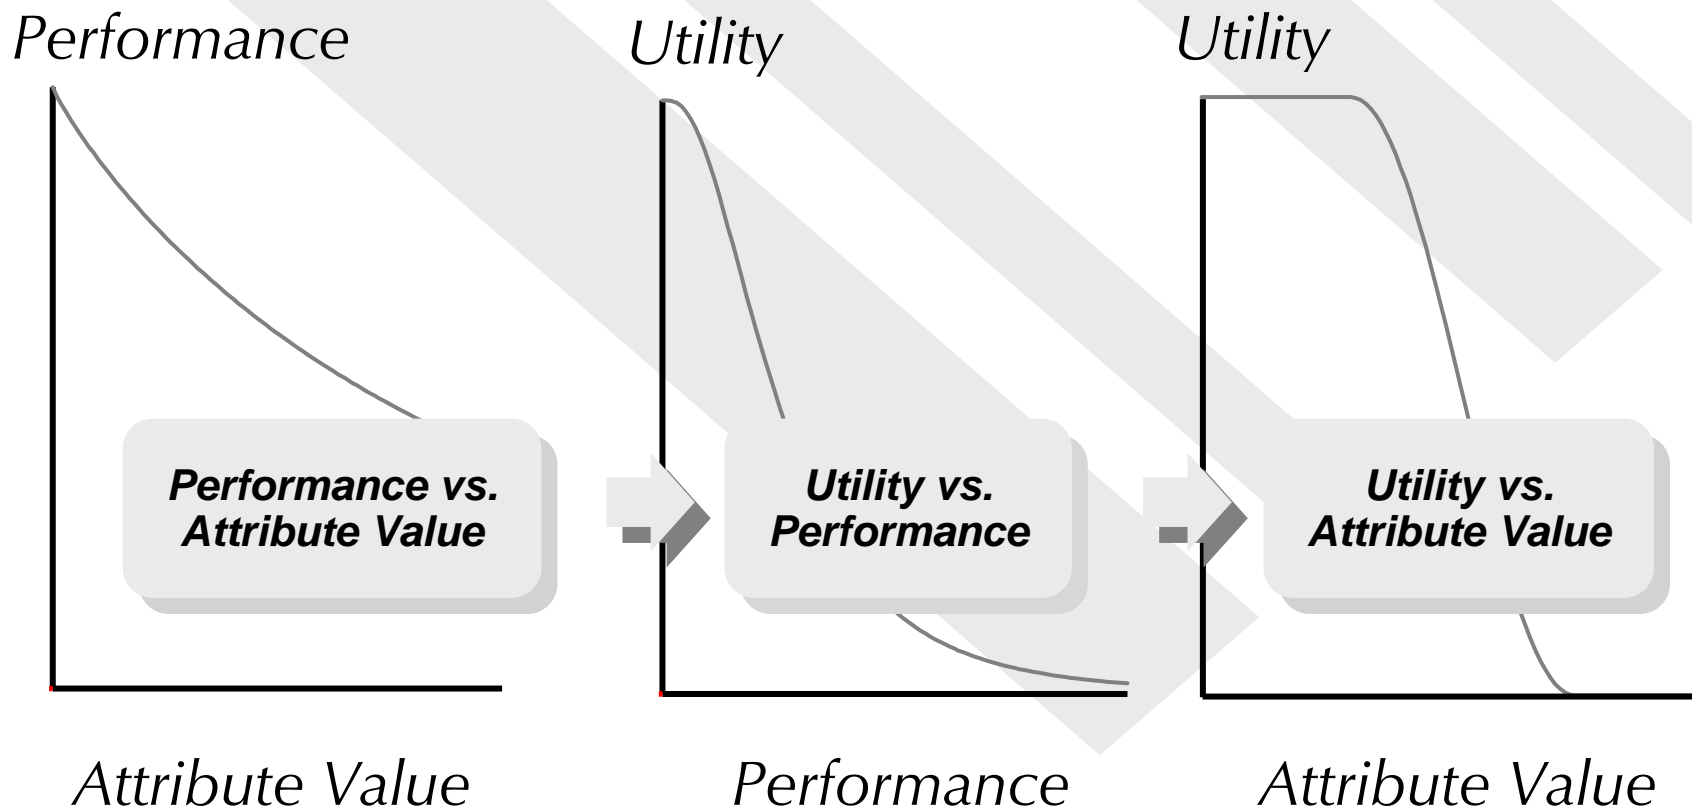 Performance
Utility
Utility
Performance vs.
Attribute Value
Utility vs.
Performance
Utility vs.
Attribute Value
Attribute Value
Performance
Attribute Value